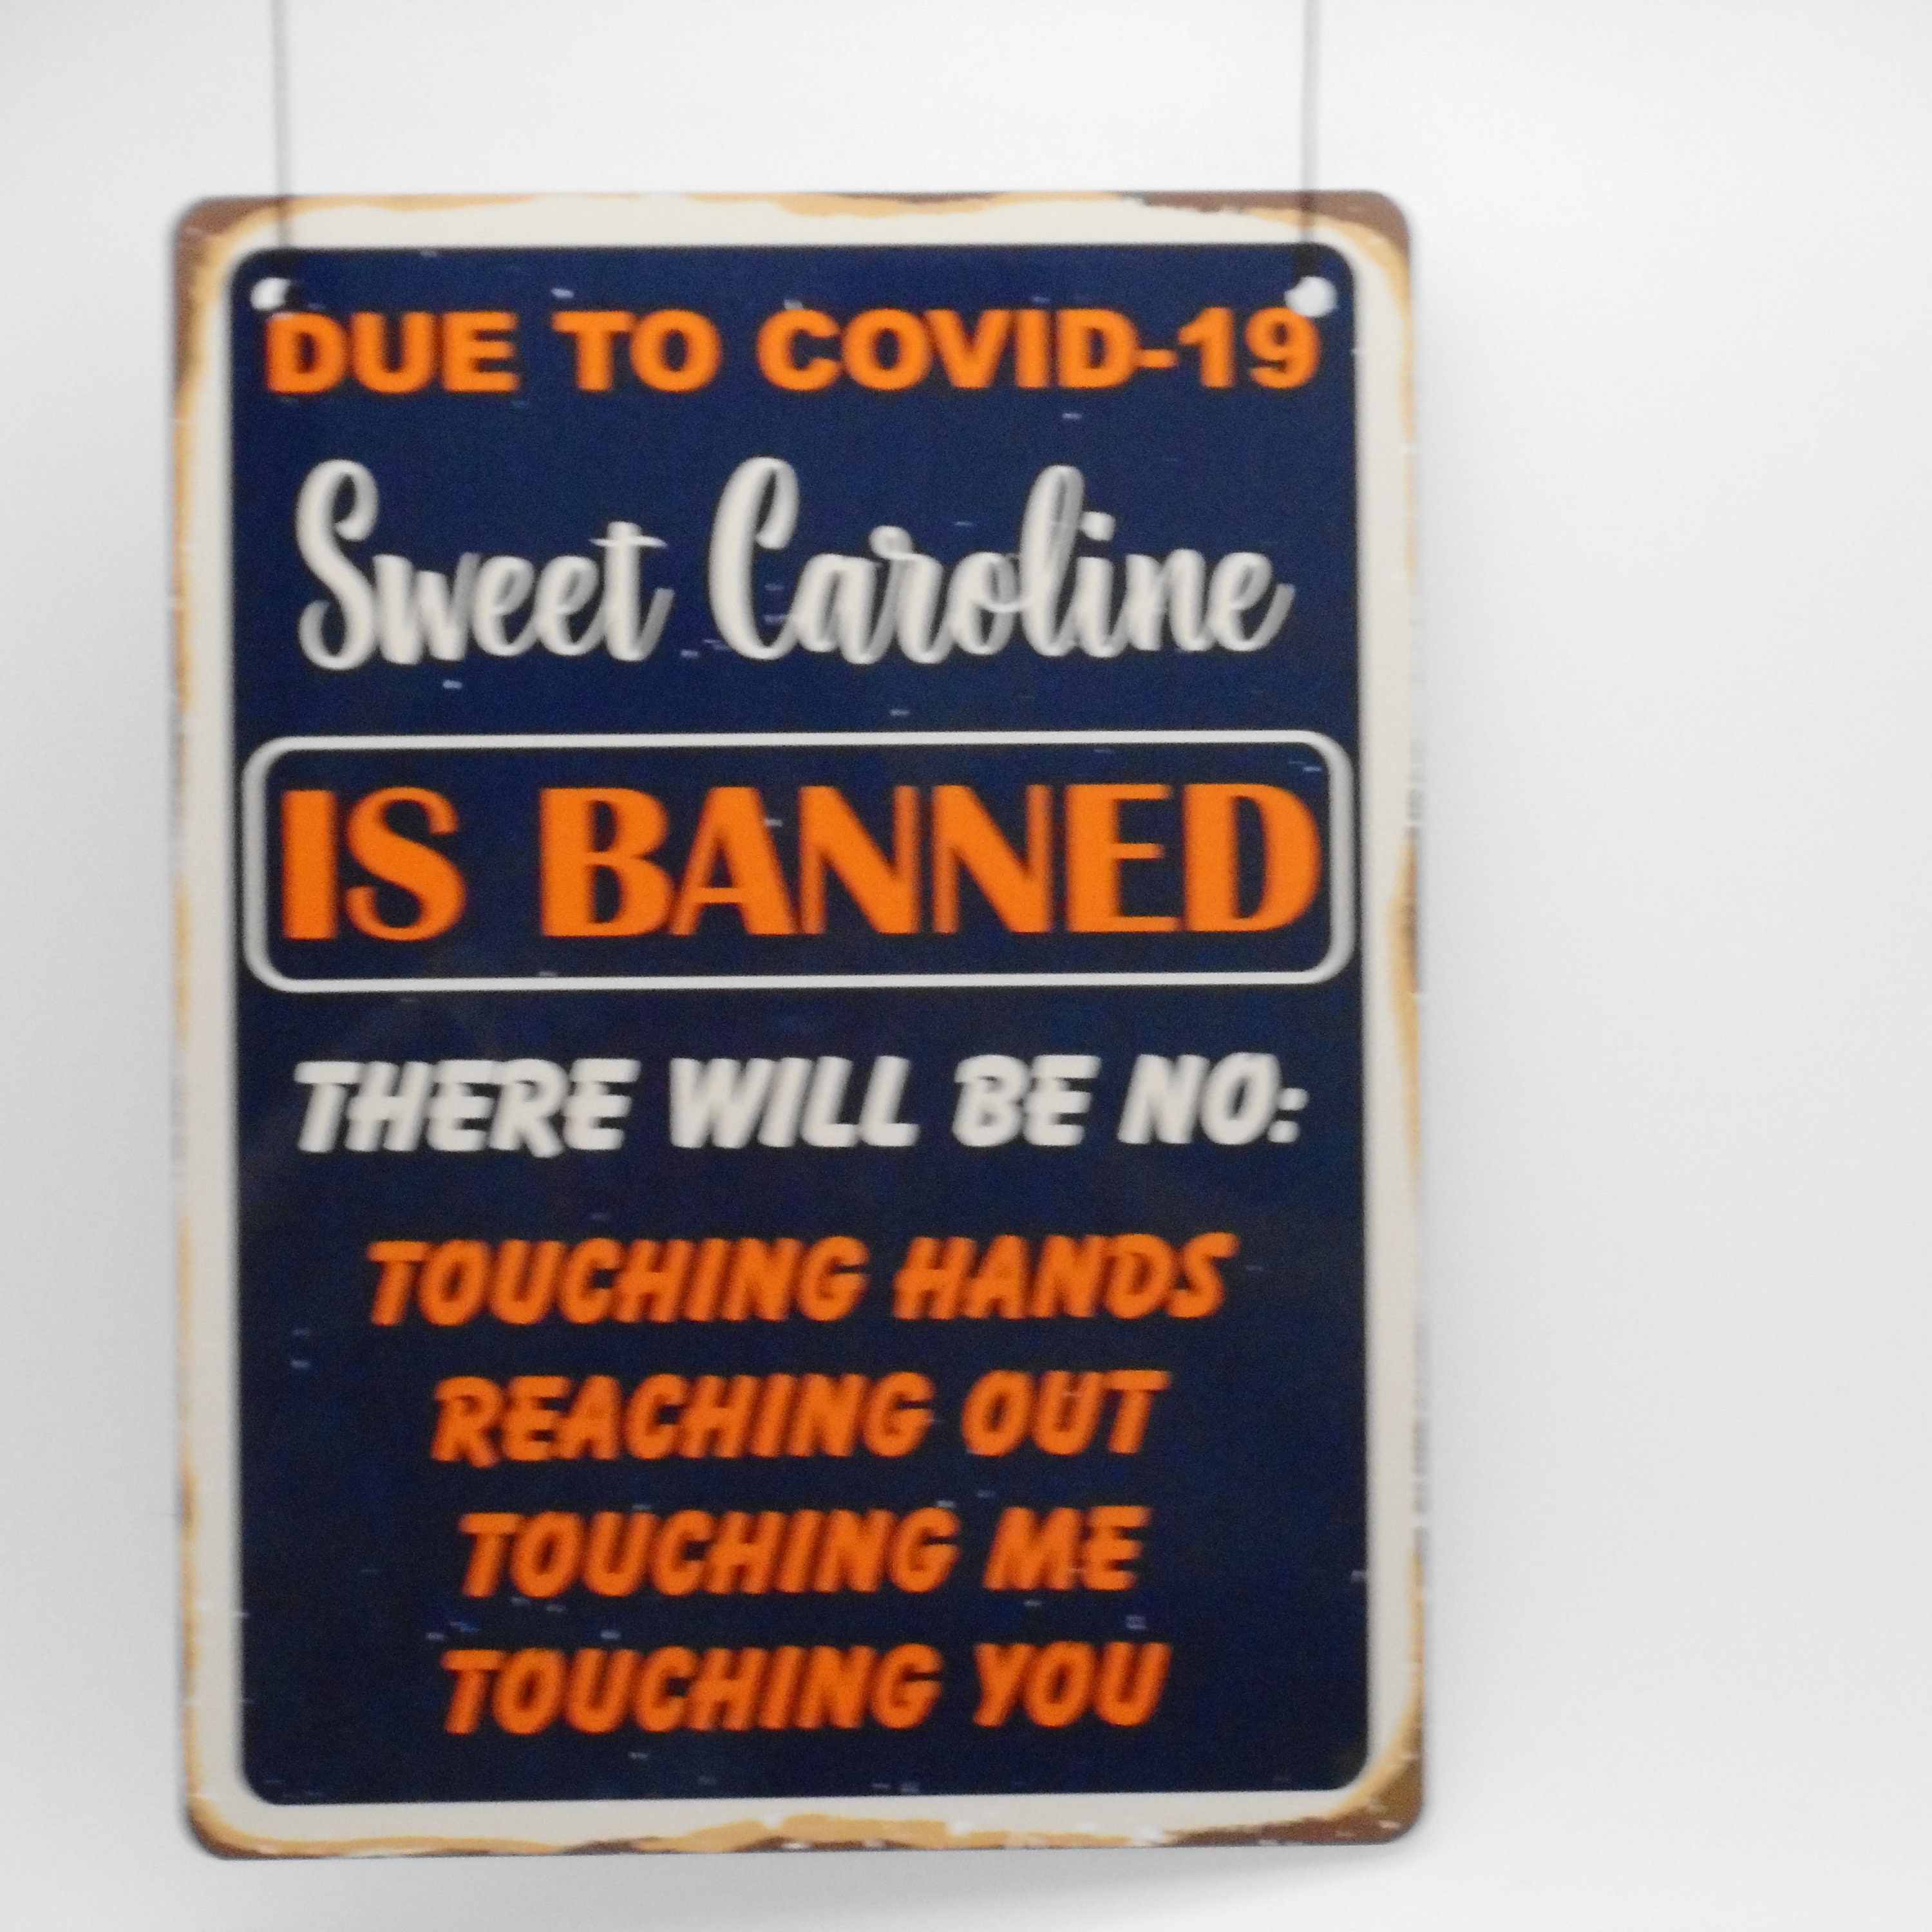 DUE TO COVID-19
Sweet Caroline
IS BANNED
THERE WILL BE NO:
TOUCHING HANDS
REACHING OUT
TOUCHING ME
TOUCHING YOU